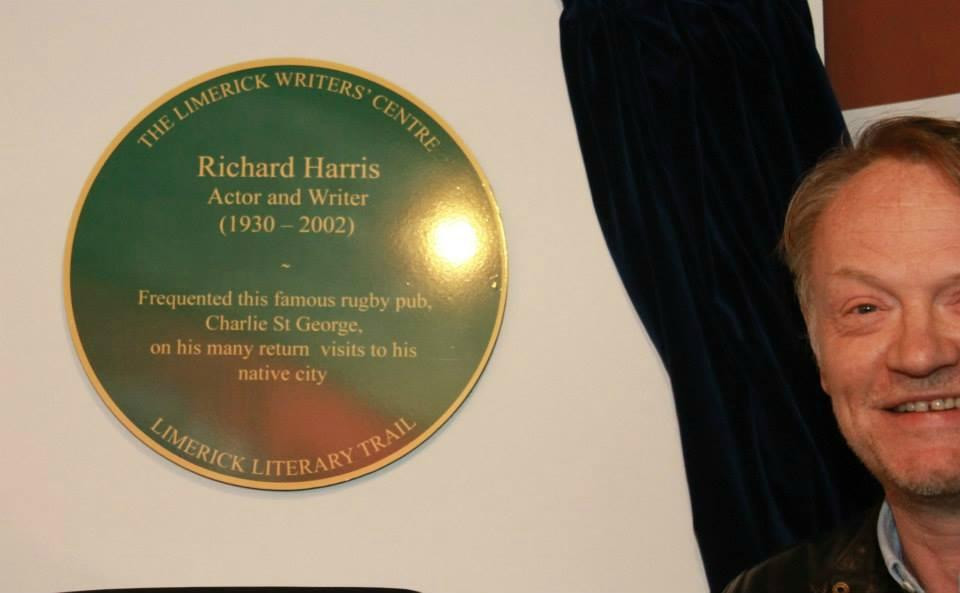 THE LIMERICK WRITERS' CENTRE
Richard Harris
Actor and Writer
(1930 – 2002)
~
Frequented this famous rugby pub,
Charlie St George,
on his many return visits to his
native city
LIMERICK LITERARY TRAIL